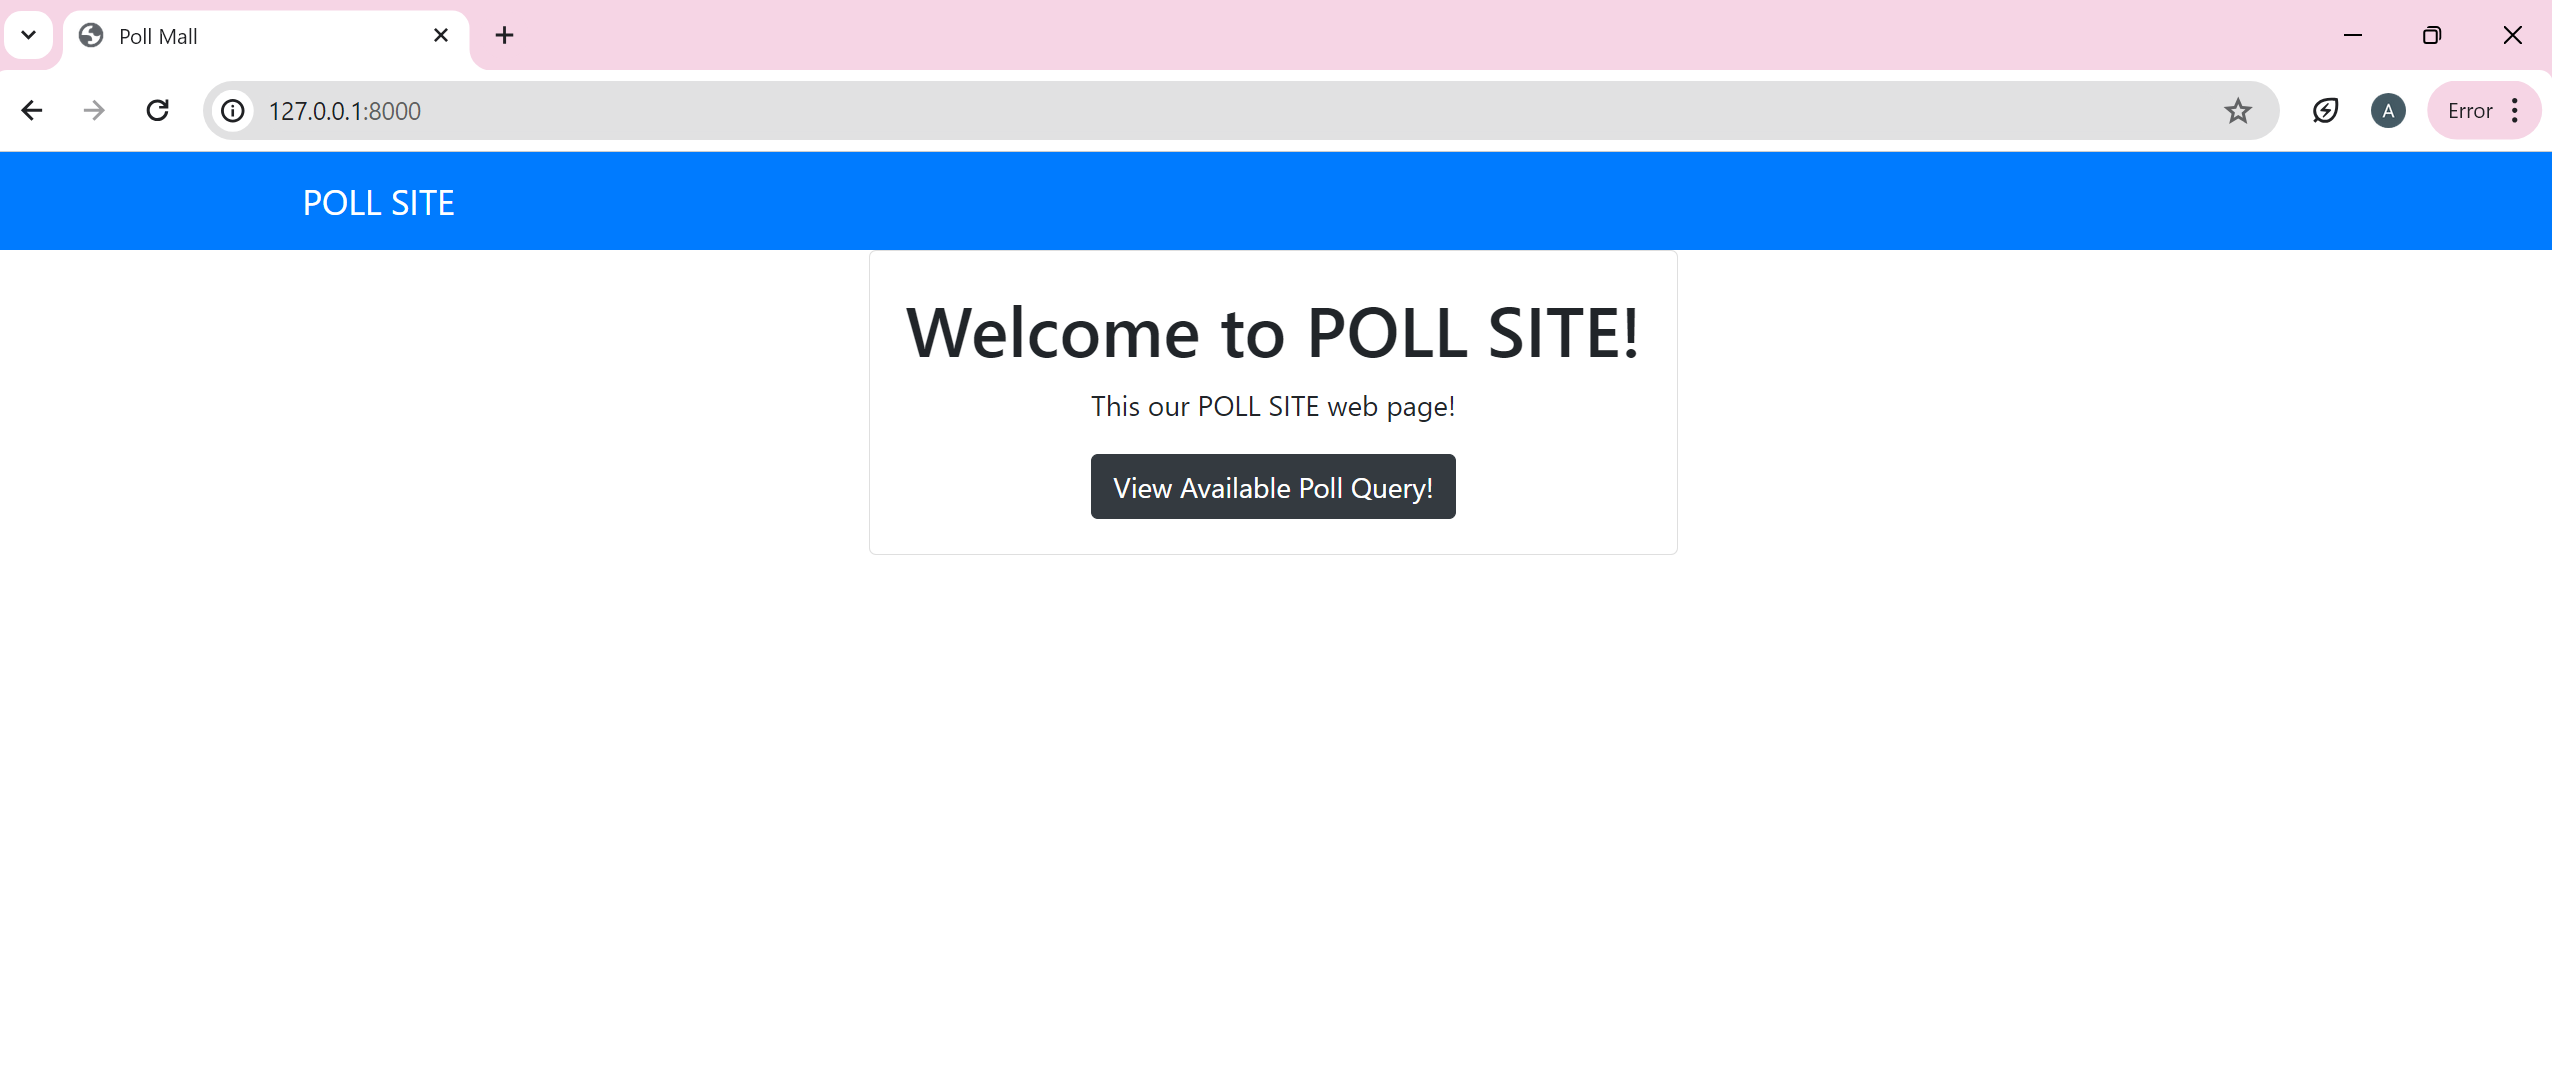 Poll Mall
127.0.0.1:8000
A
Error
POLL SITE
Welcome to POLL SITE!
This our POLL SITE web page!
View Available Poll Query!